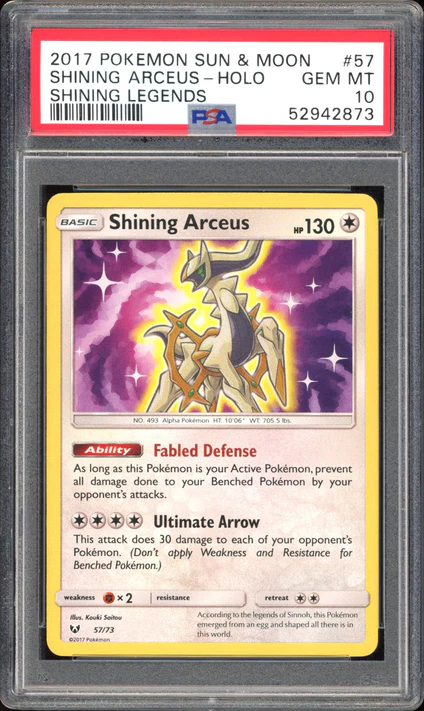 2017 POKEMON SUN & MOON #57
SHINING ARCEUS – HOLO GEM MT
SHINING LEGENDS 10
PSA 52942873
BASIC Shining Arceus HP 130
NO. 493 Alpha Pokémon HT: 10'06" WT: 705.5 lbs.
Ability Fabled Defense
As long as this Pokémon is your Active Pokémon, prevent
all damage done to your Benched Pokémon by your
opponent's attacks.
Ultimate Arrow
This attack does 30 damage to each of your opponent's
Pokémon. (Don't apply Weakness and Resistance for
Benched Pokémon.)
weakness ×2 resistance retreat
Illus. Kouki Saitou
57/73
©2017 Pokémon
According to the legends of Sinnoh, this Pokémon
emerged from an egg and shaped all there is in
this world.